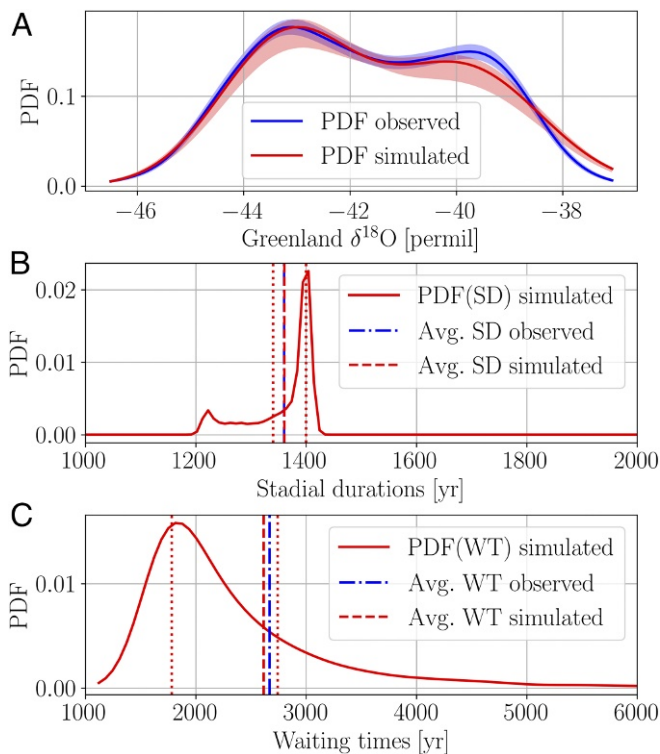 A
PDF
0.1
0.0
PDF observed
PDF simulated
−46 −44 −42 −40 −38
Greenland δ¹⁸O [permil]
B
PDF
0.02
0.01
0.00
PDF(SD) simulated
Avg. SD observed
Avg. SD simulated
1000 1200 1400 1600 1800 2000
Stadial durations [yr]
C
PDF
0.01
0.00
PDF(WT) simulated
Avg. WT observed
Avg. WT simulated
1000 2000 3000 4000 5000 6000
Waiting times [yr]